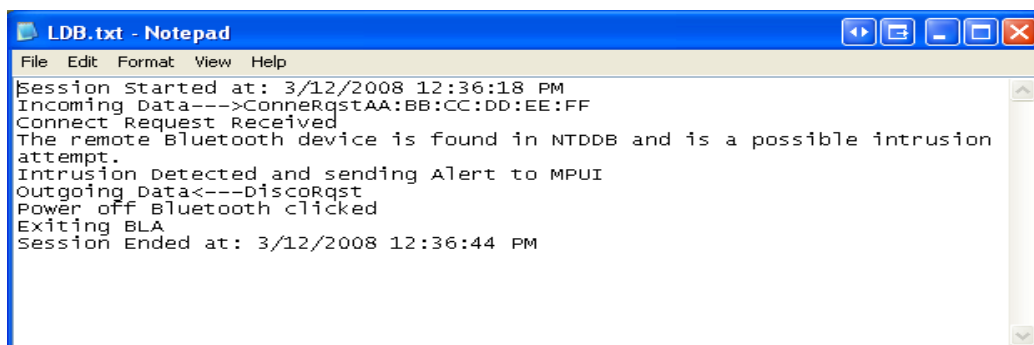 LDB.txt - Notepad
File Edit Format View Help
Session Started at: 3/12/2008 12:36:18 PM
Incoming Data--->ConneRqstAA:BB:CC:DD:EE:FF
Connect Request Received
The remote Bluetooth device is found in NTDDB and is a possible intrusion
attempt.
Intrusion Detected and sending Alert to MPUI
Outgoing Data<---DiscoRqst
Power off Bluetooth clicked
Exiting BLA
Session Ended at: 3/12/2008 12:36:44 PM